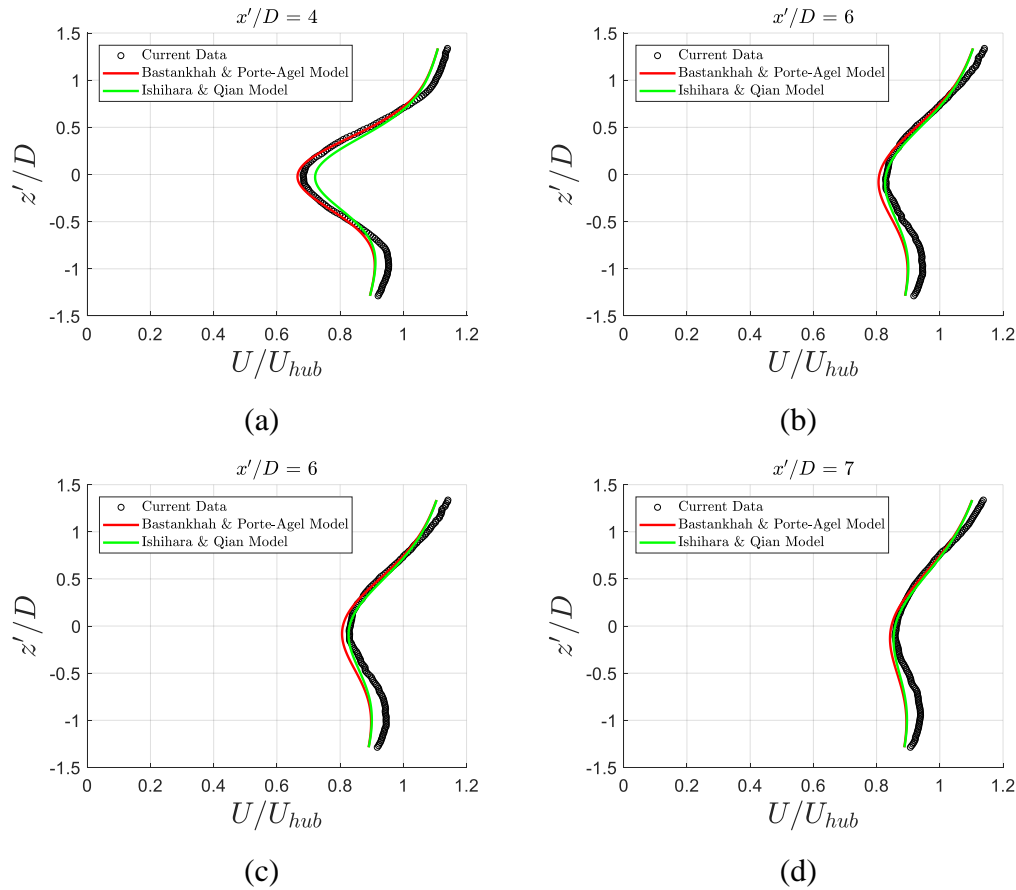 x'/D = 4
1.5
1
0.5
0
-0.5
-1
-1.5
z'/D
Current Data
Bastankhah & Porte-Agel Model
Ishihara & Qian Model
0 0.2 0.4 0.6 0.8 1 1.2
U/U_hub
(a)
x'/D = 6
1.5
1
0.5
0
-0.5
-1
-1.5
z'/D
Current Data
Bastankhah & Porte-Agel Model
Ishihara & Qian Model
0 0.2 0.4 0.6 0.8 1 1.2
U/U_hub
(b)
x'/D = 6
1.5
1
0.5
0
-0.5
-1
-1.5
z'/D
Current Data
Bastankhah & Porte-Agel Model
Ishihara & Qian Model
0 0.2 0.4 0.6 0.8 1 1.2
U/U_hub
(c)
x'/D = 7
1.5
1
0.5
0
-0.5
-1
-1.5
z'/D
Current Data
Bastankhah & Porte-Agel Model
Ishihara & Qian Model
0 0.2 0.4 0.6 0.8 1 1.2
U/U_hub
(d)